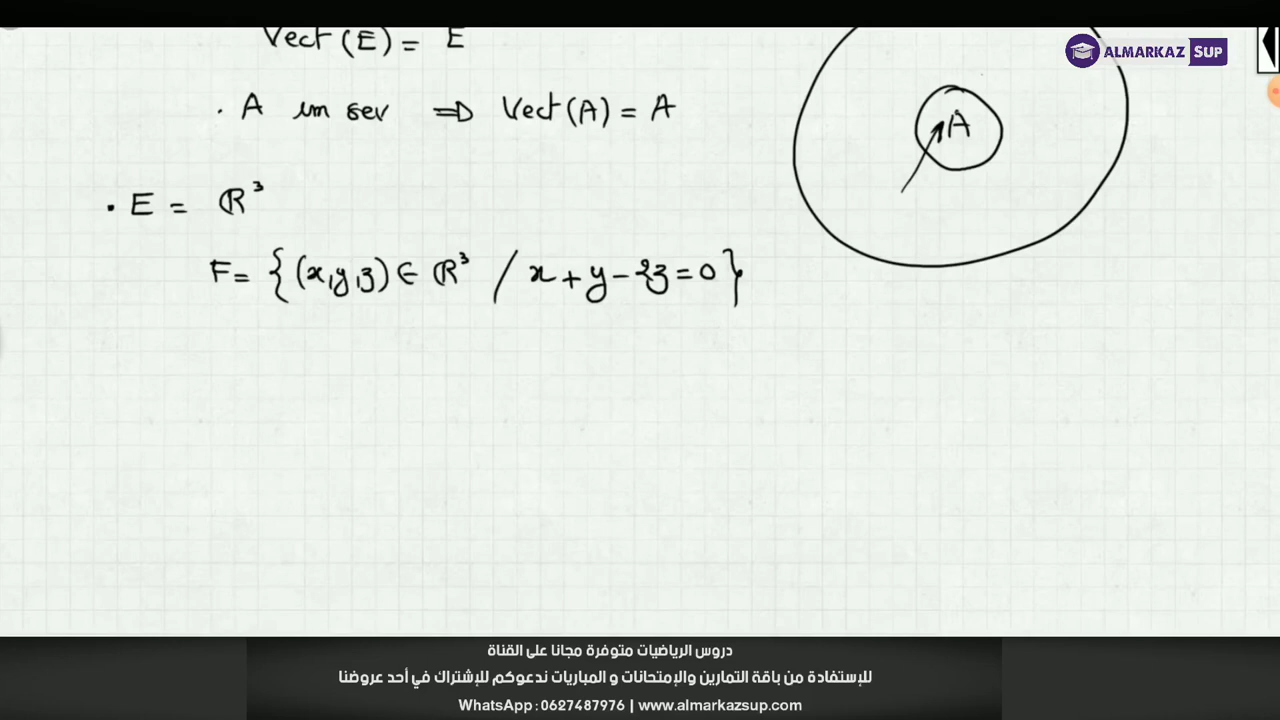 Vect (E) = E
ALMARKAZ SUP
. A un sev => Vect (A) = A
A
. E = ℝ³
F = {(x,y,z) ∈ ℝ³ / x + y - z = 0}
دروس الرياضيات متوفرة مجانا على القناة
للإستفادة من باقة التمارين والإمتحانات و المباريات ندعوكم للإشتراك في أحد عروضنا
WhatsApp : 0627487976 | www.almarkazsup.com